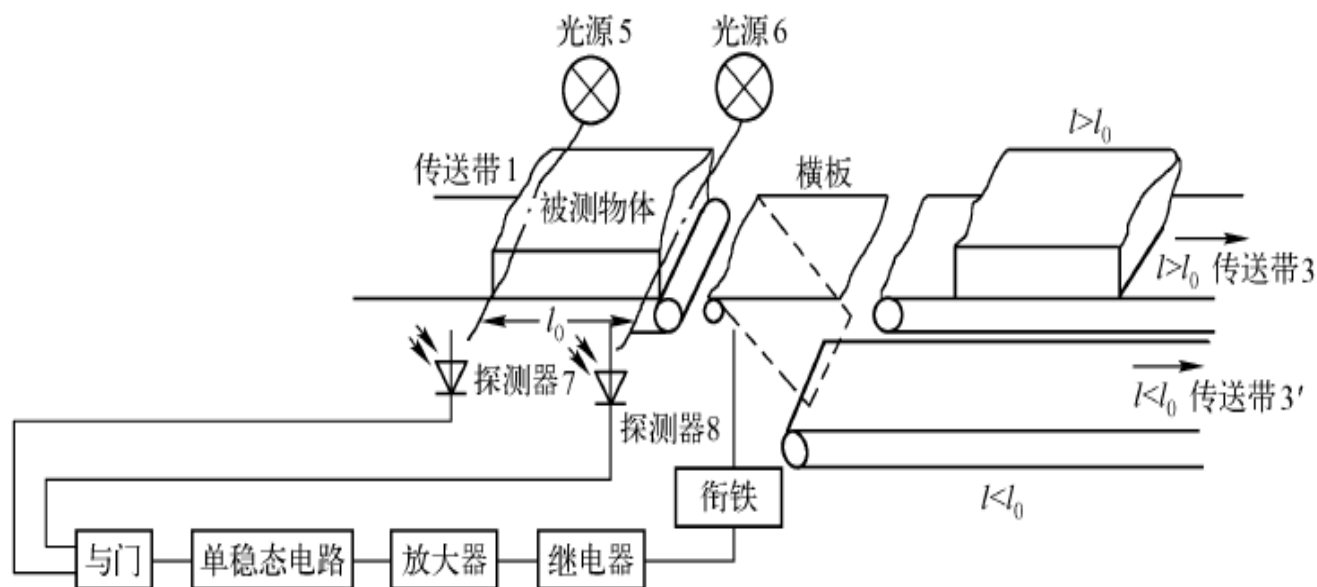 光源5
光源6
l>l₀
传送带1
横板
被测物体
l>l₀ 传送带3
l₀
探测器7
l<l₀ 传送带3′
探测器8
衔铁
l<l₀
与门
单稳态电路
放大器
继电器